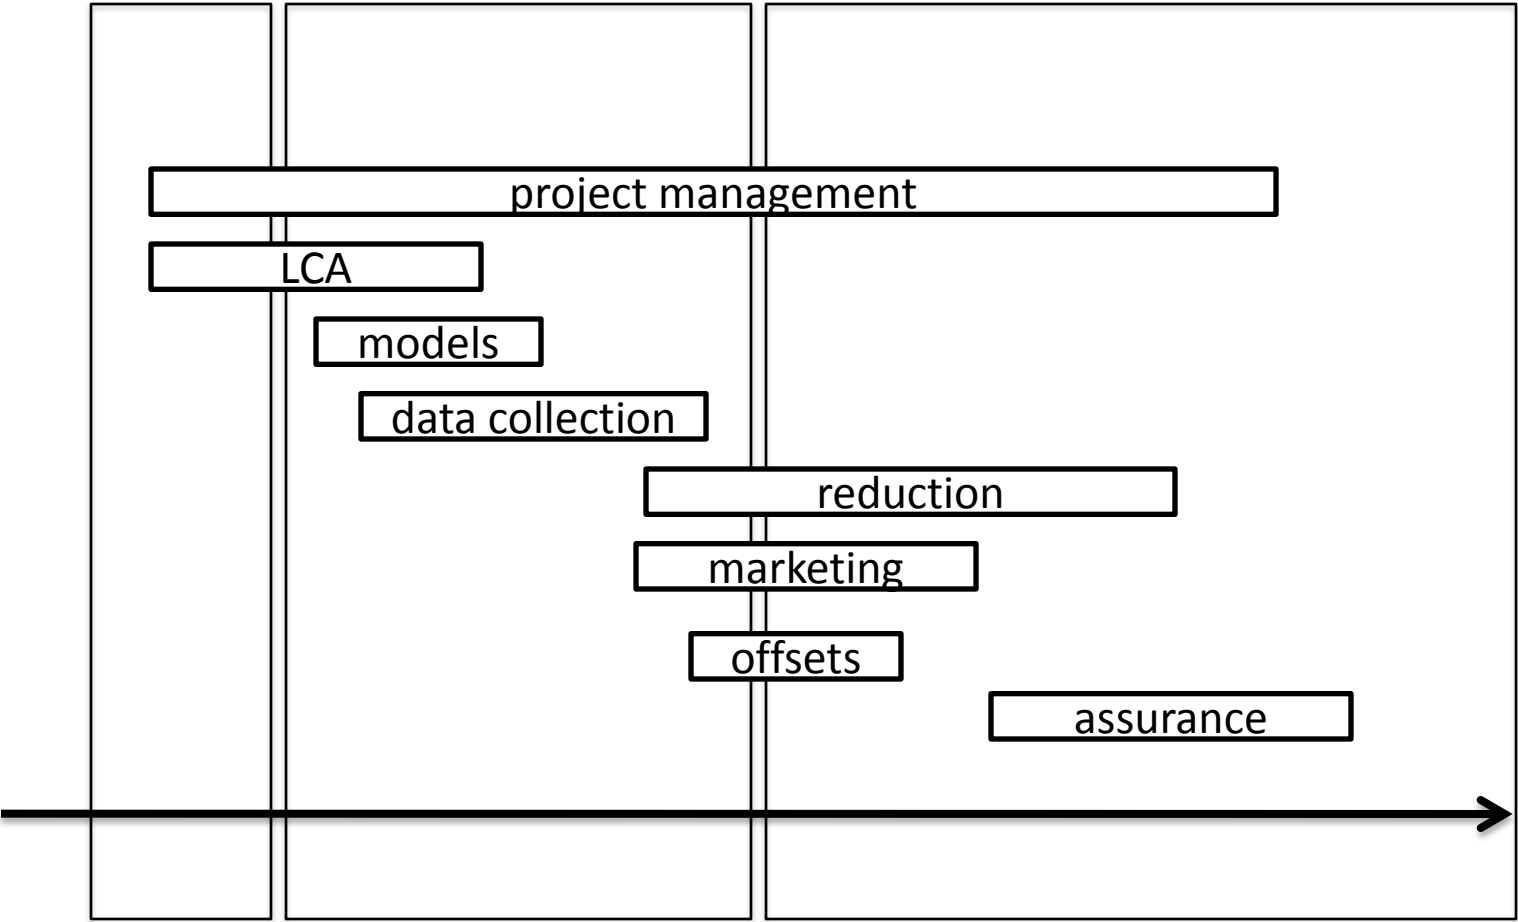 project management
LCA
models
data collection
reduction
marketing
offsets
assurance